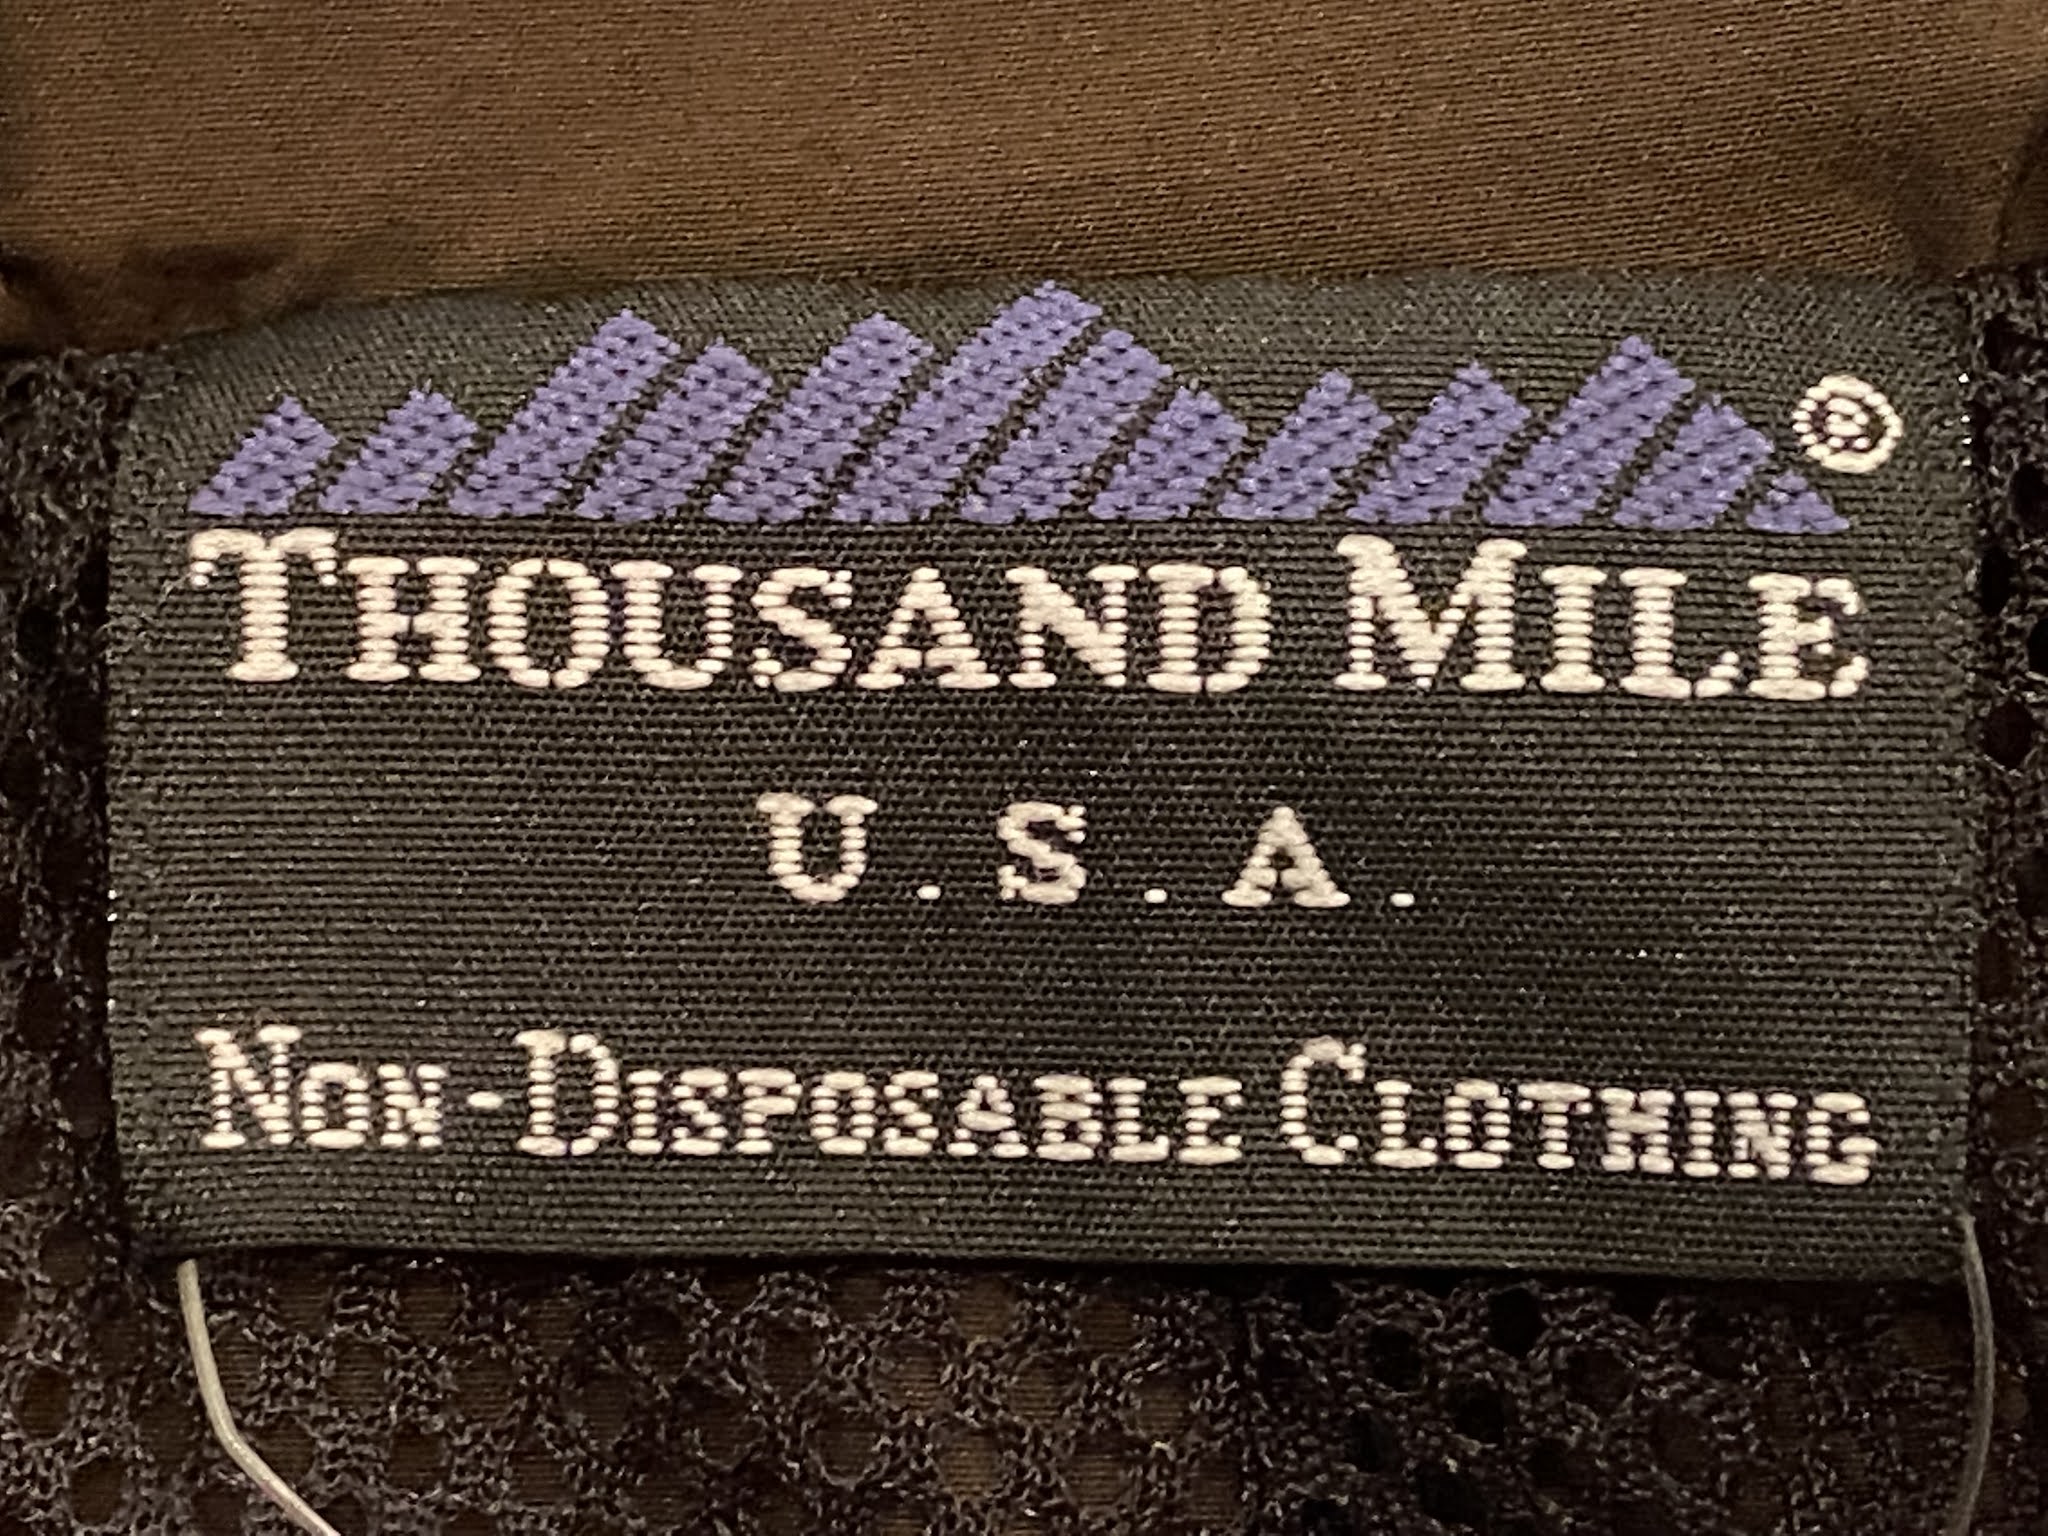 ®
THOUSAND MILE
U.S.A.
NON-DISPOSABLE CLOTHING